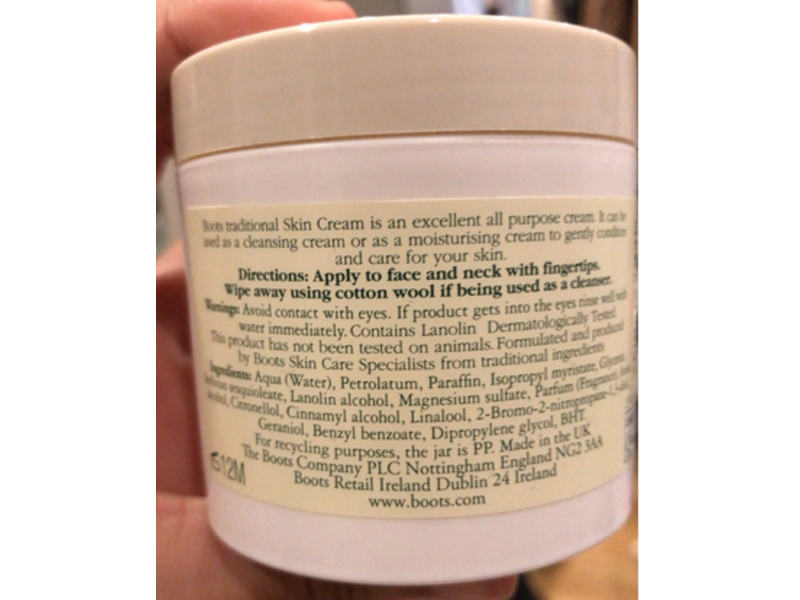 Boots traditional Skin Cream is an excellent all purpose cream. It can be
used as a cleansing cream or as a moisturising cream to gently condition
and care for your skin.
Directions: Apply to face and neck with fingertips.
Wipe away using cotton wool if being used as a cleanser.
Warnings: Avoid contact with eyes. If product gets into the eyes rinse well with
water immediately. Contains Lanolin Dermatologically Tested
This product has not been tested on animals. Formulated and produced
by Boots Skin Care Specialists from traditional ingredients
Ingredients: Aqua (Water), Petrolatum, Paraffin, Isopropyl myristate, Glycerin,
sesquioleate, Lanolin alcohol, Magnesium sulfate, Parfum (Fragrance),
alcohol, Citronellol, Cinnamyl alcohol, Linalool, 2-Bromo-2-nitropropane-1,3-diol,
Geraniol, Benzyl benzoate, Dipropylene glycol, BHT.
For recycling purposes, the jar is PP. Made in the UK
The Boots Company PLC Nottingham England NG2 3AA
Boots Retail Ireland Dublin 24 Ireland
12M
www.boots.com